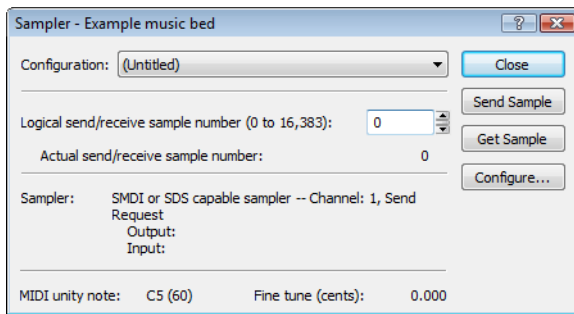 Sampler - Example music bed
Configuration: (Untitled)
Close
Send Sample
Logical send/receive sample number (0 to 16,383): 0
Get Sample
Actual send/receive sample number: 0
Configure...
Sampler: SMDI or SDS capable sampler -- Channel: 1, Send
Request
Output:
Input:
MIDI unity note: C5 (60) Fine tune (cents): 0.000